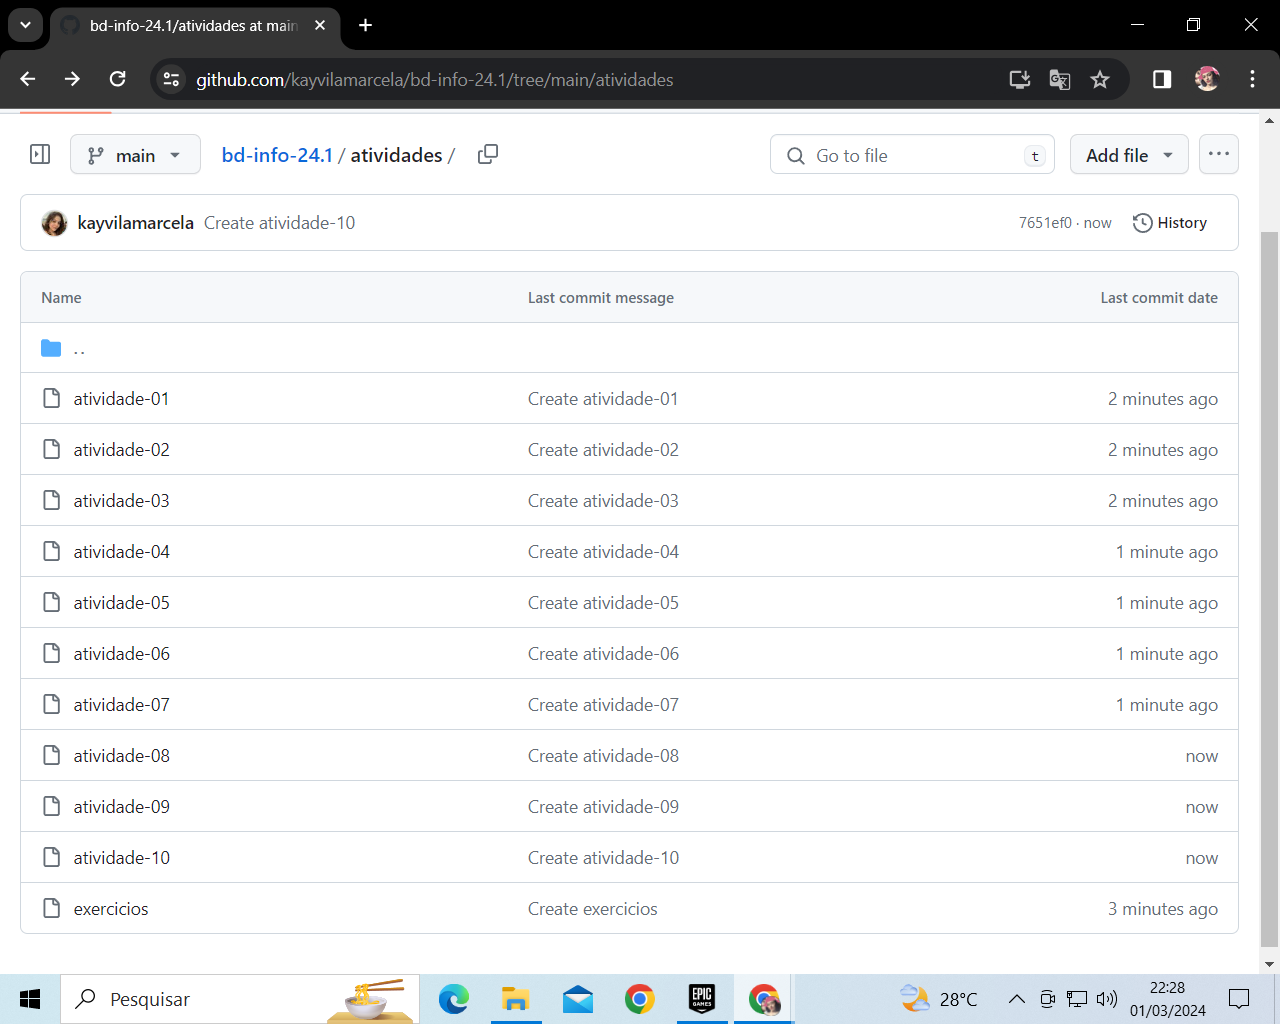 bd-info-24.1/atividades at main
github.com/kayvilamarcela/bd-info-24.1/tree/main/atividades
main bd-info-24.1 / atividades / Go to file t Add file
kayvilamarcela Create atividade-10 7651ef0 · now History
Name Last commit message Last commit date
..
atividade-01 Create atividade-01 2 minutes ago
atividade-02 Create atividade-02 2 minutes ago
atividade-03 Create atividade-03 2 minutes ago
atividade-04 Create atividade-04 1 minute ago
atividade-05 Create atividade-05 1 minute ago
atividade-06 Create atividade-06 1 minute ago
atividade-07 Create atividade-07 1 minute ago
atividade-08 Create atividade-08 now
atividade-09 Create atividade-09 now
atividade-10 Create atividade-10 now
exercicios Create exercicios 3 minutes ago
Pesquisar EPIC GAMES 28°C 22:28
01/03/2024